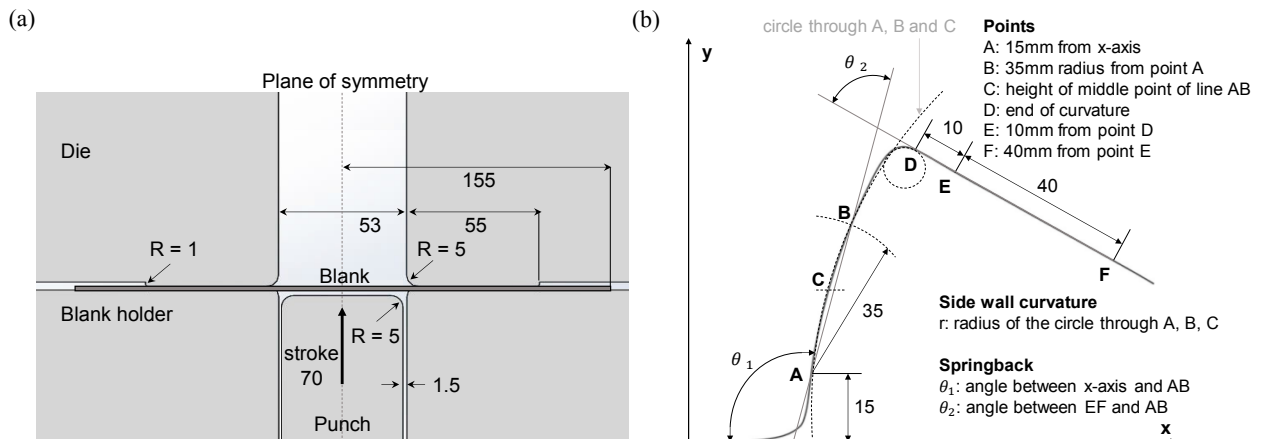 (a)
Plane of symmetry
Die
155
53
55
R = 1
R = 5
Blank
Blank holder
R = 5
stroke
70
1.5
Punch
(b)
circle through A, B and C
y
θ 2
Points
A: 15mm from x-axis
B: 35mm radius from point A
C: height of middle point of line AB
D: end of curvature
E: 10mm from point D
F: 40mm from point E
10
D
E
40
B
F
C
35
Side wall curvature
r: radius of the circle through A, B, C
θ 1
A
Springback
θ1: angle between x-axis and AB
θ2: angle between EF and AB
15
x